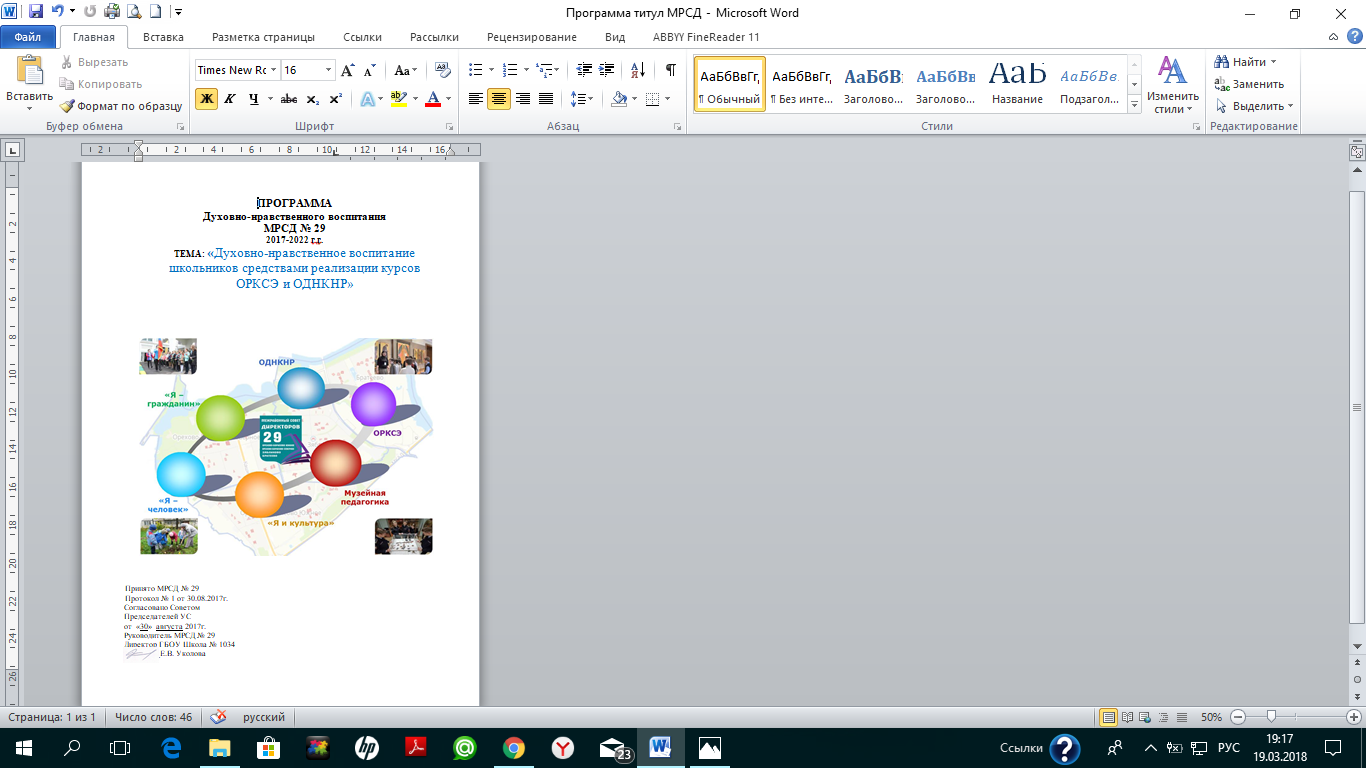 Программа титул МРСД - Microsoft Word
Файл
Главная
Вставка
Разметка страницы
Ссылки
Рассылки
Рецензирование
Вид
ABBYY FineReader 11
Вставить
Вырезать
Копировать
Формат по образцу
Буфер обмена
Times New Ro
16
Шрифт
Абзац
АаБбВвГг,
¶ Обычный
АаБбВвГг,
¶ Без инте...
АаБбВ
Заголово...
АаБбВв
Заголово...
АаБ
Название
АаБбВв.
Подзагол...
Изменить стили
Стили
Найти
Заменить
Выделить
Редактирование
ПРОГРАММА
Духовно-нравственного воспитания
МРСД № 29
2017-2022 г.г.
ТЕМА: «Духовно-нравственное воспитание
школьников средствами реализации курсов
ОРКСЭ и ОДНКНР»
ОДНКНР
«Я –
гражданин»
ОРКСЭ
ДИРЕКТОРОВ
29
Музейная
педагогика
«Я –
человек»
«Я и культура»
Принято МРСД № 29
Протокол № 1 от 30.08.2017г.
Согласовано Советом
Председателей УС
от «30» августа 2017г.
Руководитель МРСД № 29
Директор ГБОУ Школа № 1034
Е.В. Уколова
Страница: 1 из 1
Число слов: 46
русский
50%
Ссылки
23
РУС
19:17
19.03.2018